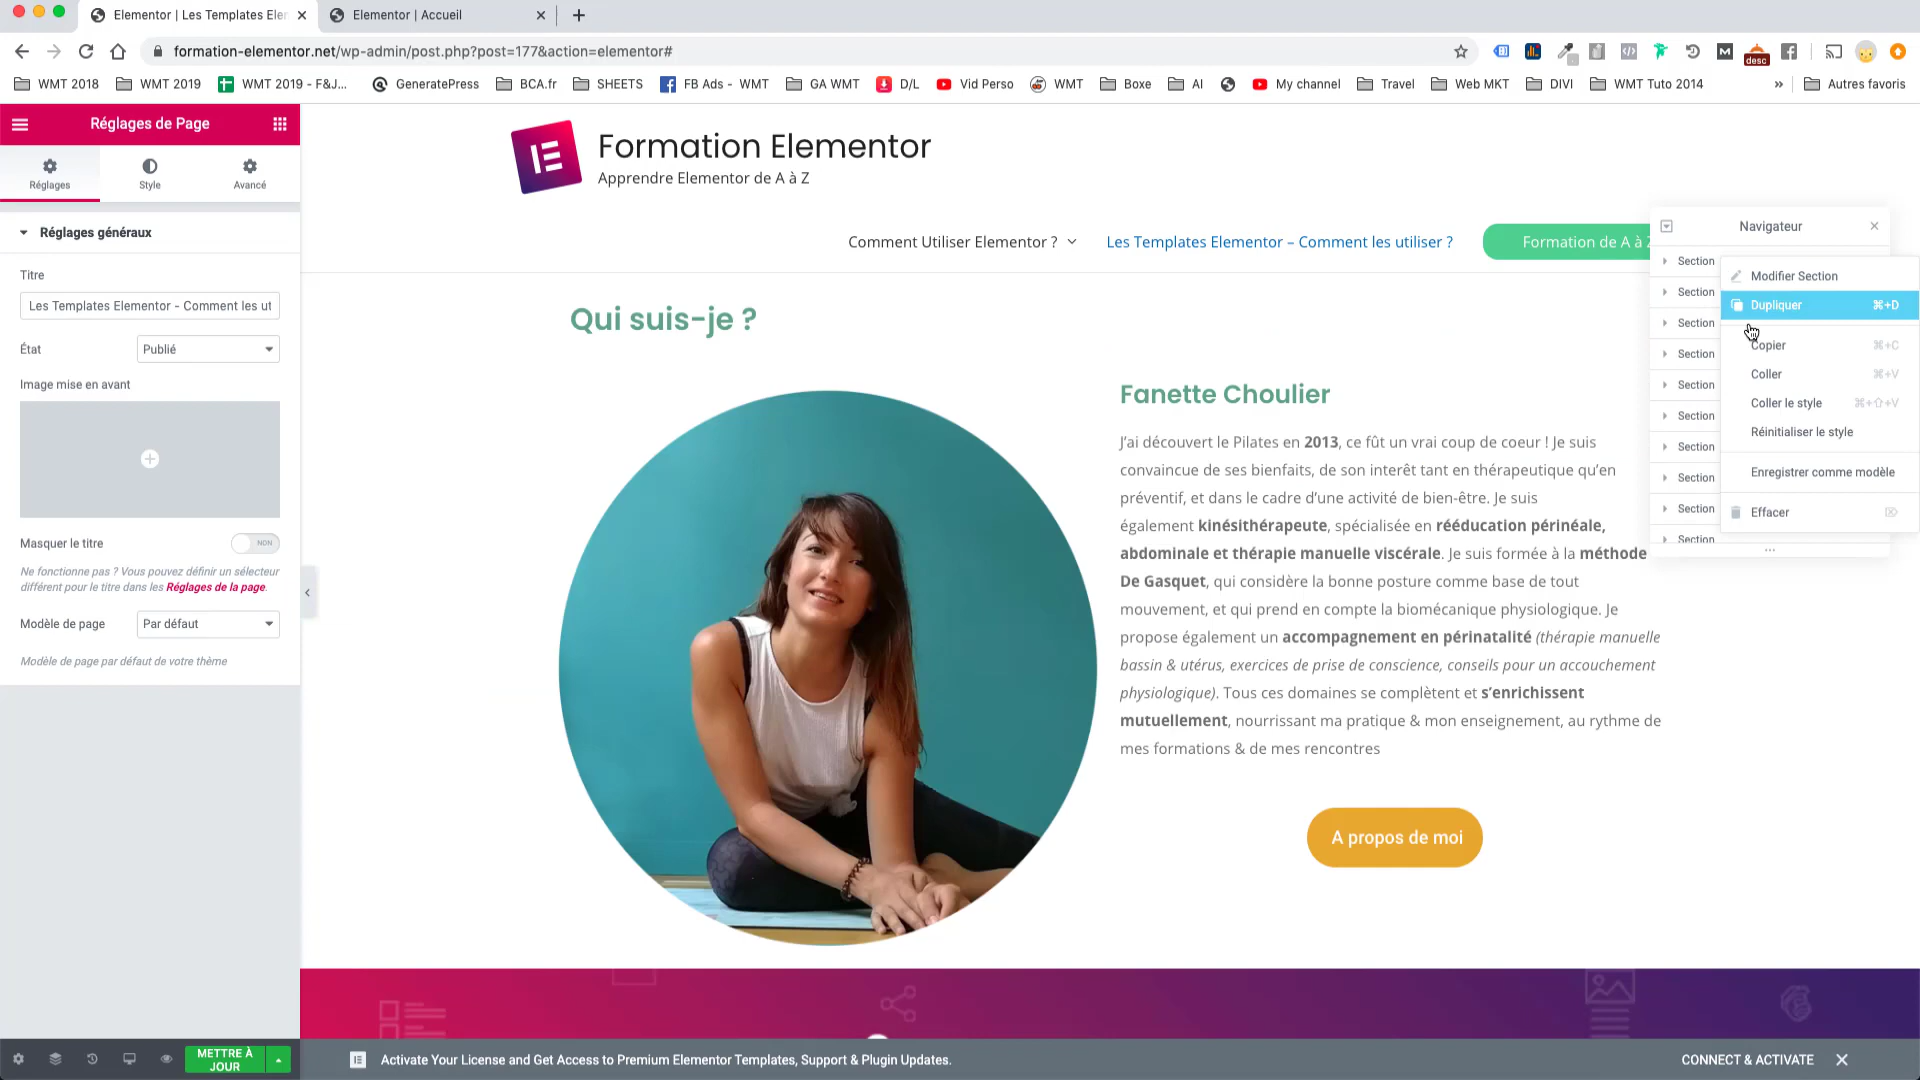 Elementor | Les Templates Elem
Elementor | Accueil
formation-elementor.net/wp-admin/post.php?post=177&action=elementor#
desc
WMT 2018
WMT 2019
WMT 2019 - F&J...
GeneratePress
BCA.fr
SHEETS
FB Ads - WMT
GA WMT
D/L
Vid Perso
WMT
Boxe
AI
My channel
Travel
Web MKT
DIVI
WMT Tuto 2014
»
Autres favoris
Réglages de Page
Réglages
Style
Avancé
Réglages généraux
Titre
Les Templates Elementor - Comment les ut
État
Publié
Image mise en avant
Masquer le titre
NON
Ne fonctionne pas ? Vous pouvez définir un sélecteur
différent pour le titre dans les Réglages de la page.
Modèle de page
Par défaut
Modèle de page par défaut de votre thème
METTRE À
JOUR
Formation Elementor
Apprendre Elementor de A à Z
Comment Utiliser Elementor ?
Les Templates Elementor – Comment les utiliser ?
Formation de A à Z
Qui suis-je ?
Fanette Choulier
J’ai découvert le Pilates en 2013, ce fût un vrai coup de coeur ! Je suis
convaincue de ses bienfaits, de son interêt tant en thérapeutique qu’en
préventif, et dans le cadre d’une activité de bien-être. Je suis
également kinésithérapeute, spécialisée en rééducation périnéale,
abdominale et thérapie manuelle viscérale. Je suis formée à la méthode
De Gasquet, qui considère la bonne posture comme base de tout
mouvement, et qui prend en compte la biomécanique physiologique. Je
propose également un accompagnement en périnatalité (thérapie manuelle
bassin & utérus, exercices de prise de conscience, conseils pour un accouchement
physiologique). Tous ces domaines se complètent et s’enrichissent
mutuellement, nourrissant ma pratique & mon enseignement, au rythme de
mes formations & de mes rencontres
A propos de moi
Navigateur
Section
Section
Section
Section
Section
Section
Section
Section
Section
Section
Modifier Section
Dupliquer ⌘+D
Copier ⌘+C
Coller ⌘+V
Coller le style ⌘+⇧+V
Réinitialiser le style
Enregistrer comme modèle
Effacer ⌦
Activate Your License and Get Access to Premium Elementor Templates, Support & Plugin Updates.
CONNECT & ACTIVATE